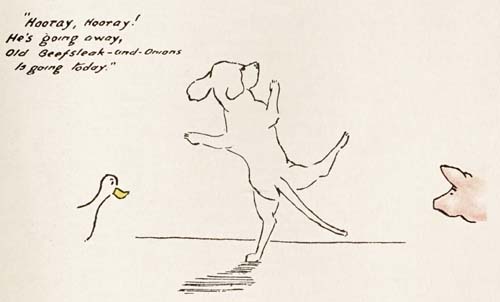 "Hooray, Hooray!
He's going away,
Old Beefsteak-and-Onions
Is going today."